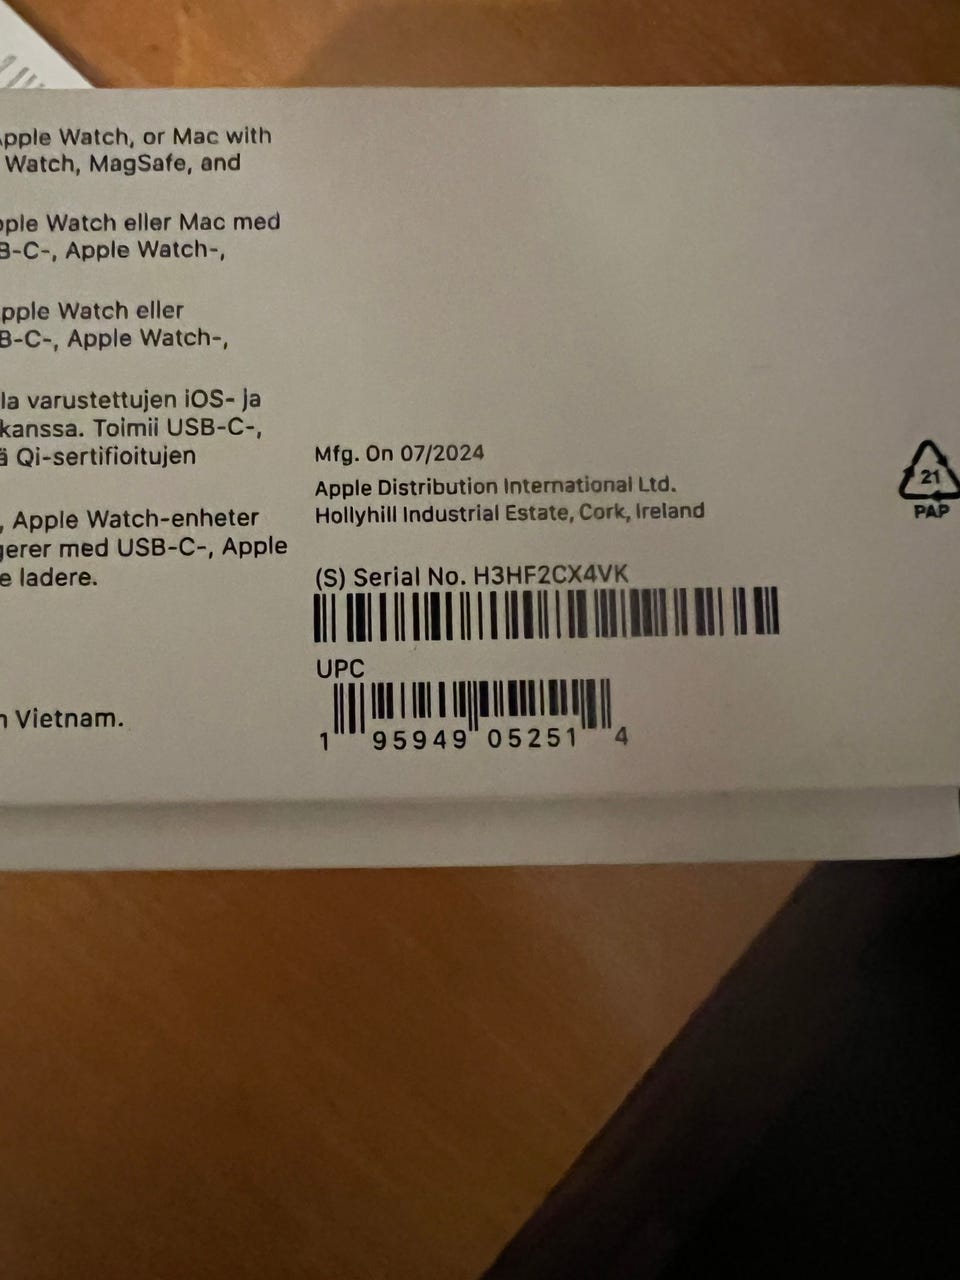 Apple Watch, or Mac with
Watch, MagSafe, and
Apple Watch eller Mac med
B-C-, Apple Watch-,
Apple Watch eller
B-C-, Apple Watch-,
la varustettujen iOS- ja
kanssa. Toimii USB-C-,
ä Qi-sertifioitujen
, Apple Watch-enheter
gerer med USB-C-, Apple
e ladere.
n Vietnam.
Mfg. On 07/2024
Apple Distribution International Ltd.
Hollyhill Industrial Estate, Cork, Ireland
(S) Serial No. H3HF2CX4VK
UPC
1 95949 05251 4
21
PAP